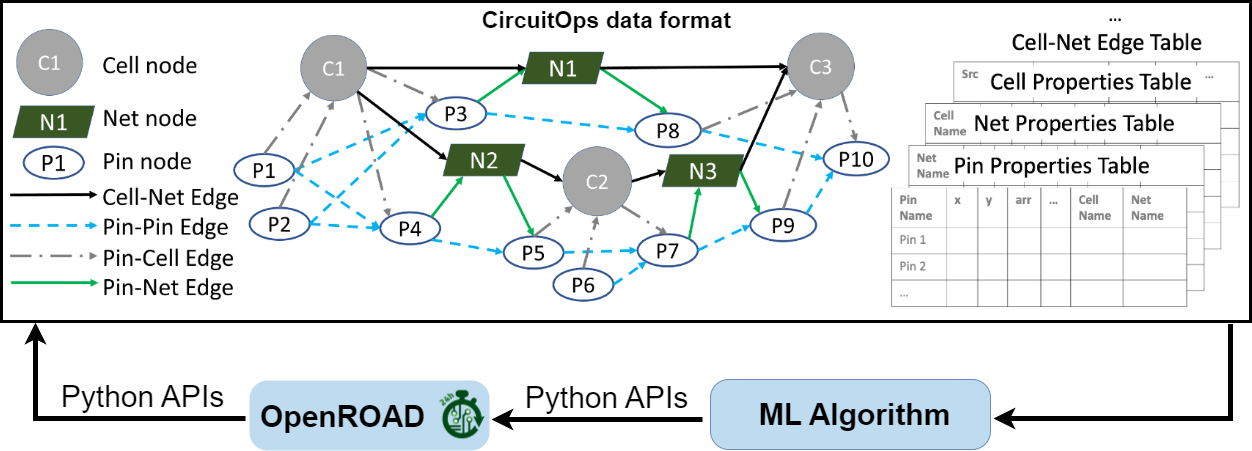 CircuitOps data format
C1 Cell node
N1 Net node
P1 Pin node
Cell-Net Edge
Pin-Pin Edge
Pin-Cell Edge
Pin-Net Edge
C1
N1
C3
P3
P8
P1
N2
P10
C2
N3
P2
P4
P5
P7
P9
P6
...
Cell-Net Edge Table
Src
Cell Properties Table
...
Cell
Name
Net Properties Table
Net
Name
Pin Properties Table
Pin
Name
x
y
arr
...
Cell
Name
Net
Name
Pin 1
Pin 2
...
Python APIs
OpenROAD
24h
Python APIs
ML Algorithm